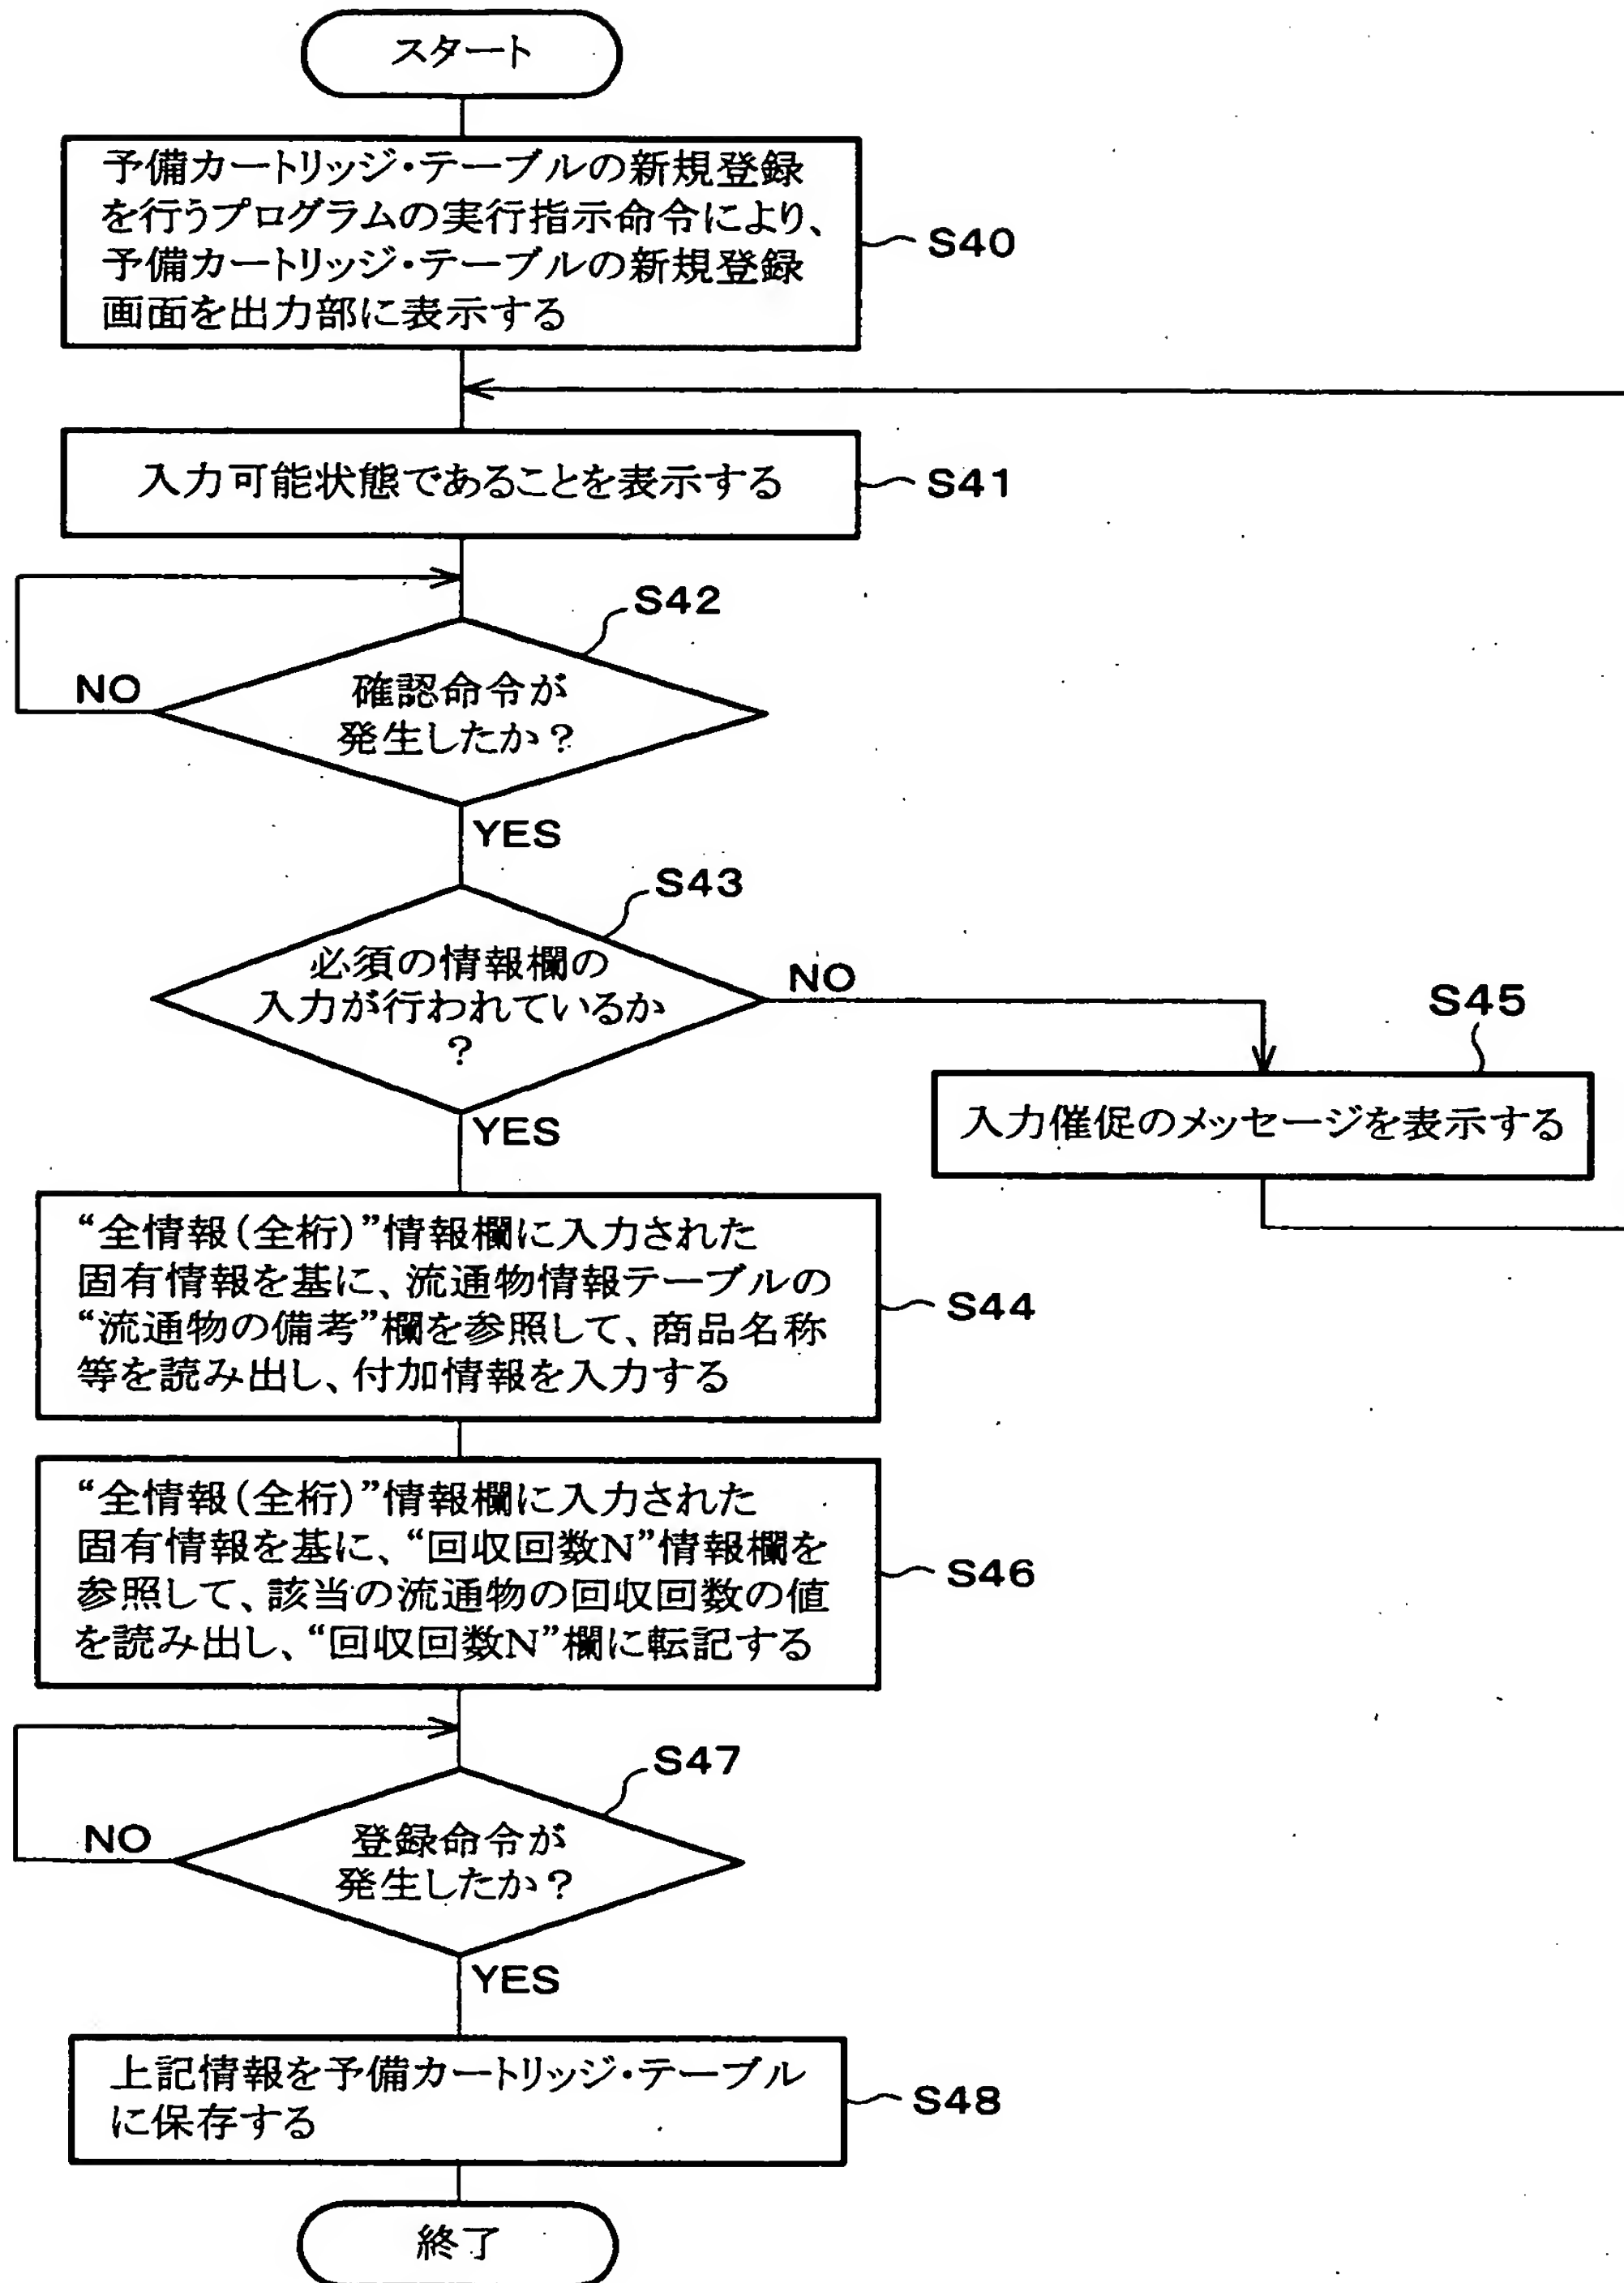 スタート
予備カートリッジ・テーブルの新規登録
を行うプログラムの実行指示命令により、
予備カートリッジ・テーブルの新規登録
画面を出力部に表示する
S40
入力可能状態であることを表示する
S41
S42
確認命令が
発生したか？
NO
YES
S43
必須の情報欄の
入力が行われているか
？
NO
YES
S45
入力催促のメッセージを表示する
“全情報（全桁）”情報欄に入力された
固有情報を基に、流通物情報テーブルの
“流通物の備考”欄を参照して、商品名称
等を読み出し、付加情報を入力する
S44
“全情報（全桁）”情報欄に入力された
固有情報を基に、“回収回数N”情報欄を
参照して、該当の流通物の回収回数の値
を読み出し、“回収回数N”欄に転記する
S46
S47
登録命令が
発生したか？
NO
YES
上記情報を予備カートリッジ・テーブル
に保存する
S48
終了